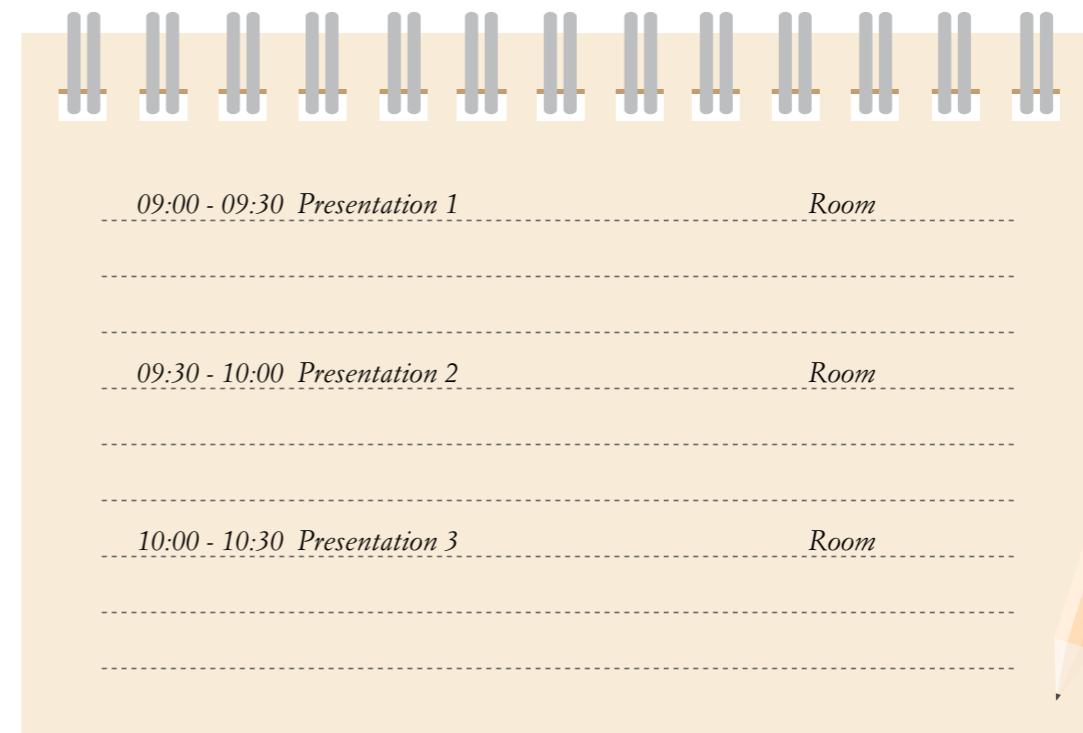 09:00 - 09:30 Presentation 1 Room
09:30 - 10:00 Presentation 2 Room
10:00 - 10:30 Presentation 3 Room